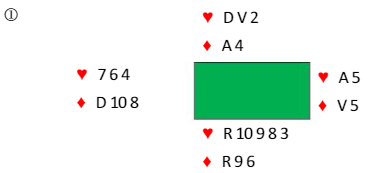 ①
♥ D V 2
♦ A 4
♥ 7 6 4
♦ D 10 8
♥ A 5
♦ V 5
♥ R 10 9 8 3
♦ R 9 6